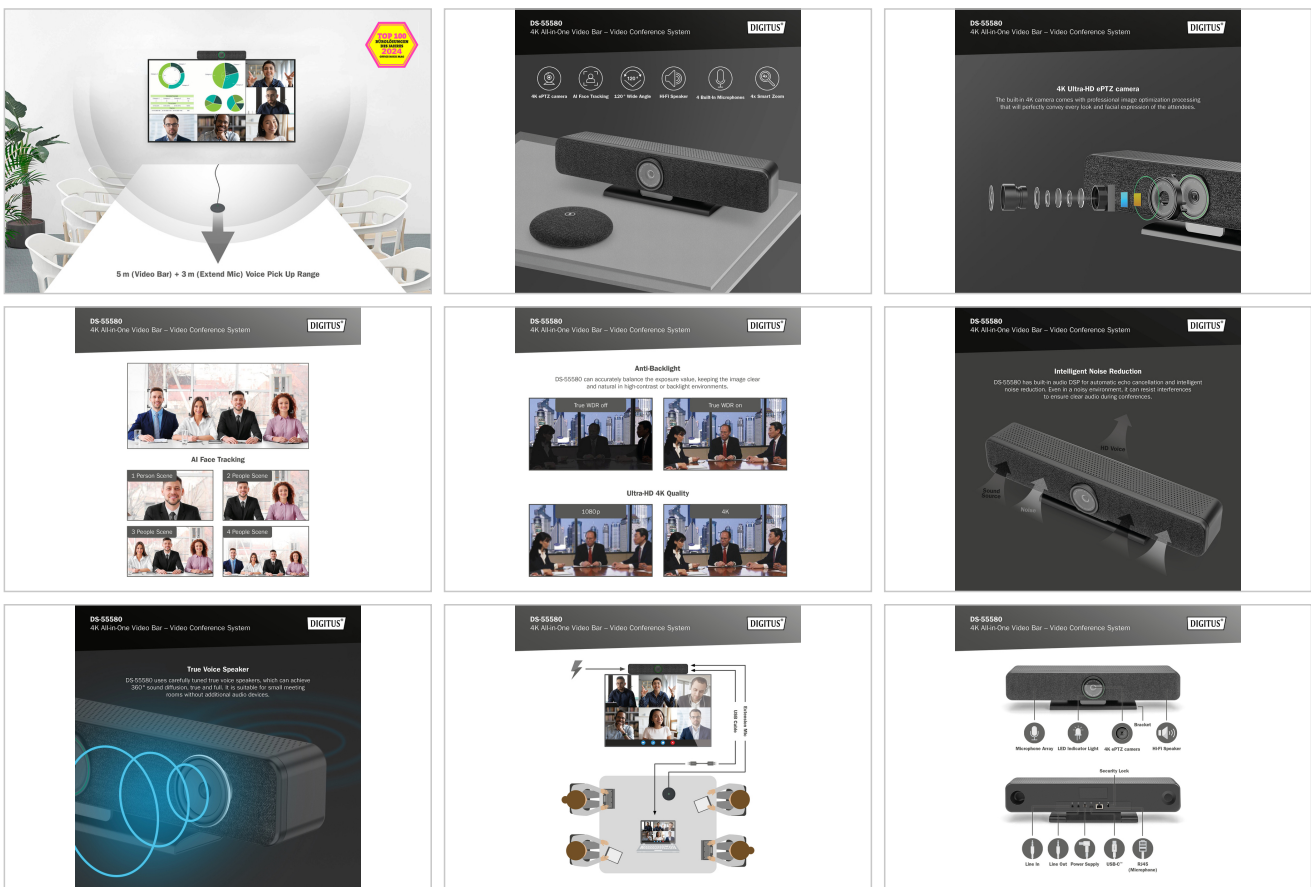 TOP 100
BÜROLÖSUNGEN
DES JAHRES
2024
5 m (Video Bar) + 3 m (Extend Mic) Voice Pick Up Range
DS-55580
4K All-in-One Video Bar – Video Conference System
DIGITUS®
4K ePTZ camera
AI Face Tracking
120° Wide Angle
Hi-Fi Speaker
4 Built-In Microphones
4x Smart Zoom
DS-55580
4K All-in-One Video Bar – Video Conference System
DIGITUS®
4K Ultra-HD ePTZ camera
The built-in 4K camera comes with professional image optimization processing
that will perfectly convey every look and facial expression of the attendees.
DS-55580
4K All-in-One Video Bar – Video Conference System
DIGITUS®
AI Face Tracking
1 Person Scene
2 People Scene
3 People Scene
4 People Scene
DS-55580
4K All-in-One Video Bar – Video Conference System
DIGITUS®
Anti-Backlight
DS-55580 can accurately balance the exposure value, keeping the image clear
and natural in high-contrast or backlight environments.
True WDR off
True WDR on
Ultra-HD 4K Quality
1080p
4K
DS-55580
4K All-in-One Video Bar – Video Conference System
DIGITUS®
Intelligent Noise Reduction
DS-55580 has built-in audio DSP for automatic echo cancellation and intelligent
noise reduction. Even in a noisy environment, it can resist interferences
to ensure clear audio during conferences.
HD Voice
Sound
Source
Noise
DS-55580
4K All-in-One Video Bar – Video Conference System
DIGITUS®
True Voice Speaker
DS-55580 uses carefully tuned true voice speakers, which can achieve
360° sound diffusion, true and full. It is suitable for small meeting
rooms without additional audio devices.
DS-55580
4K All-in-One Video Bar – Video Conference System
DIGITUS®
USB Cable
Extension Mic
DS-55580
4K All-in-One Video Bar – Video Conference System
DIGITUS®
Bracket
Microphone Array
LED Indicator Light
4K ePTZ camera
Hi-Fi Speaker
Security Lock
Line In
Line Out
Power Supply
USB-C™
RJ45
(Microphone)